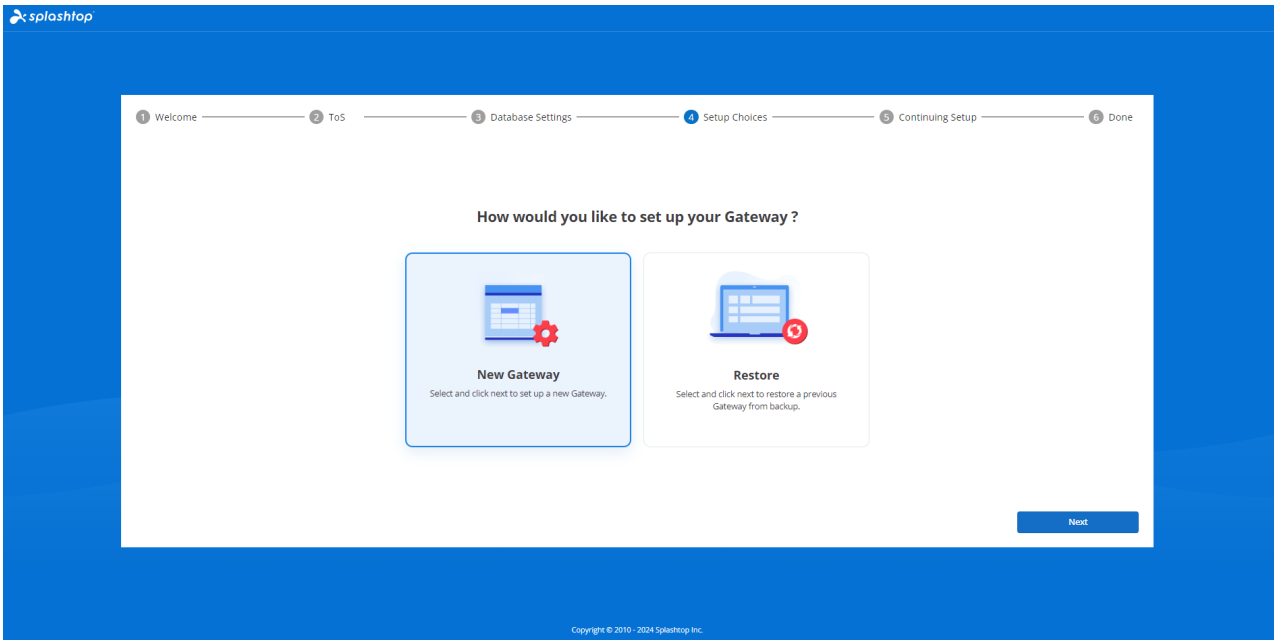 splashtop
1 Welcome 2 ToS 3 Database Settings 4 Setup Choices 5 Continuing Setup 6 Done
How would you like to set up your Gateway ?
New Gateway
Select and click next to set up a new Gateway.
Restore
Select and click next to restore a previous
Gateway from backup.
Next
Copyright © 2010 - 2024 Splashtop Inc.